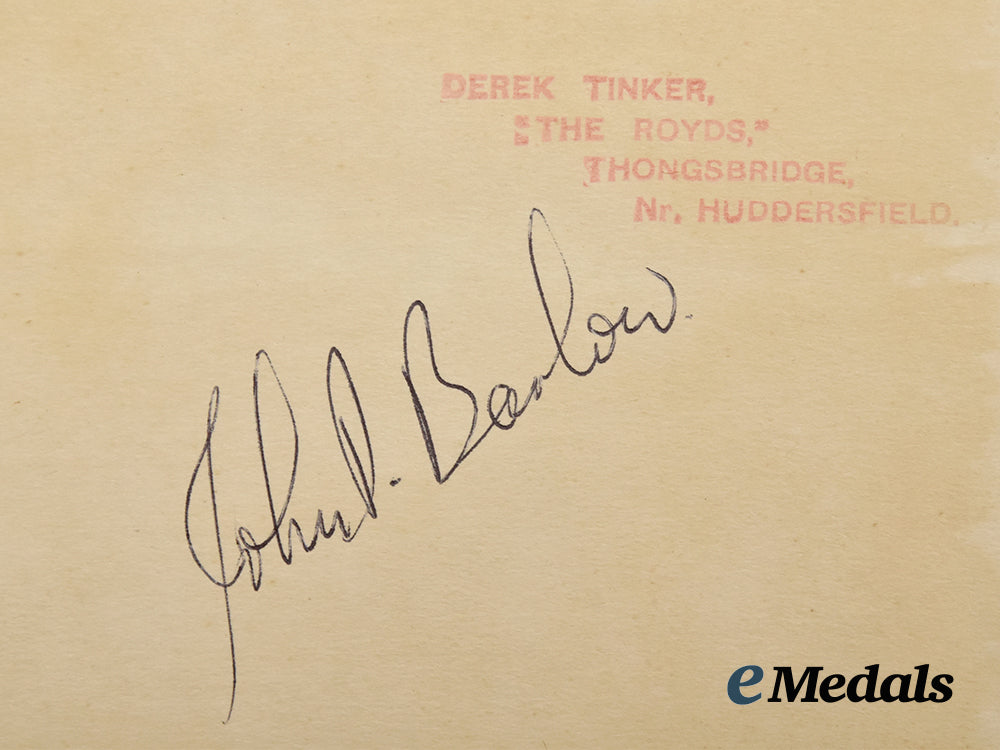 DEREK TINKER,
"THE ROYDS,"
THONGSBRIDGE,
Nr. HUDDERSFIELD.
John P. Barlow.
eMedals